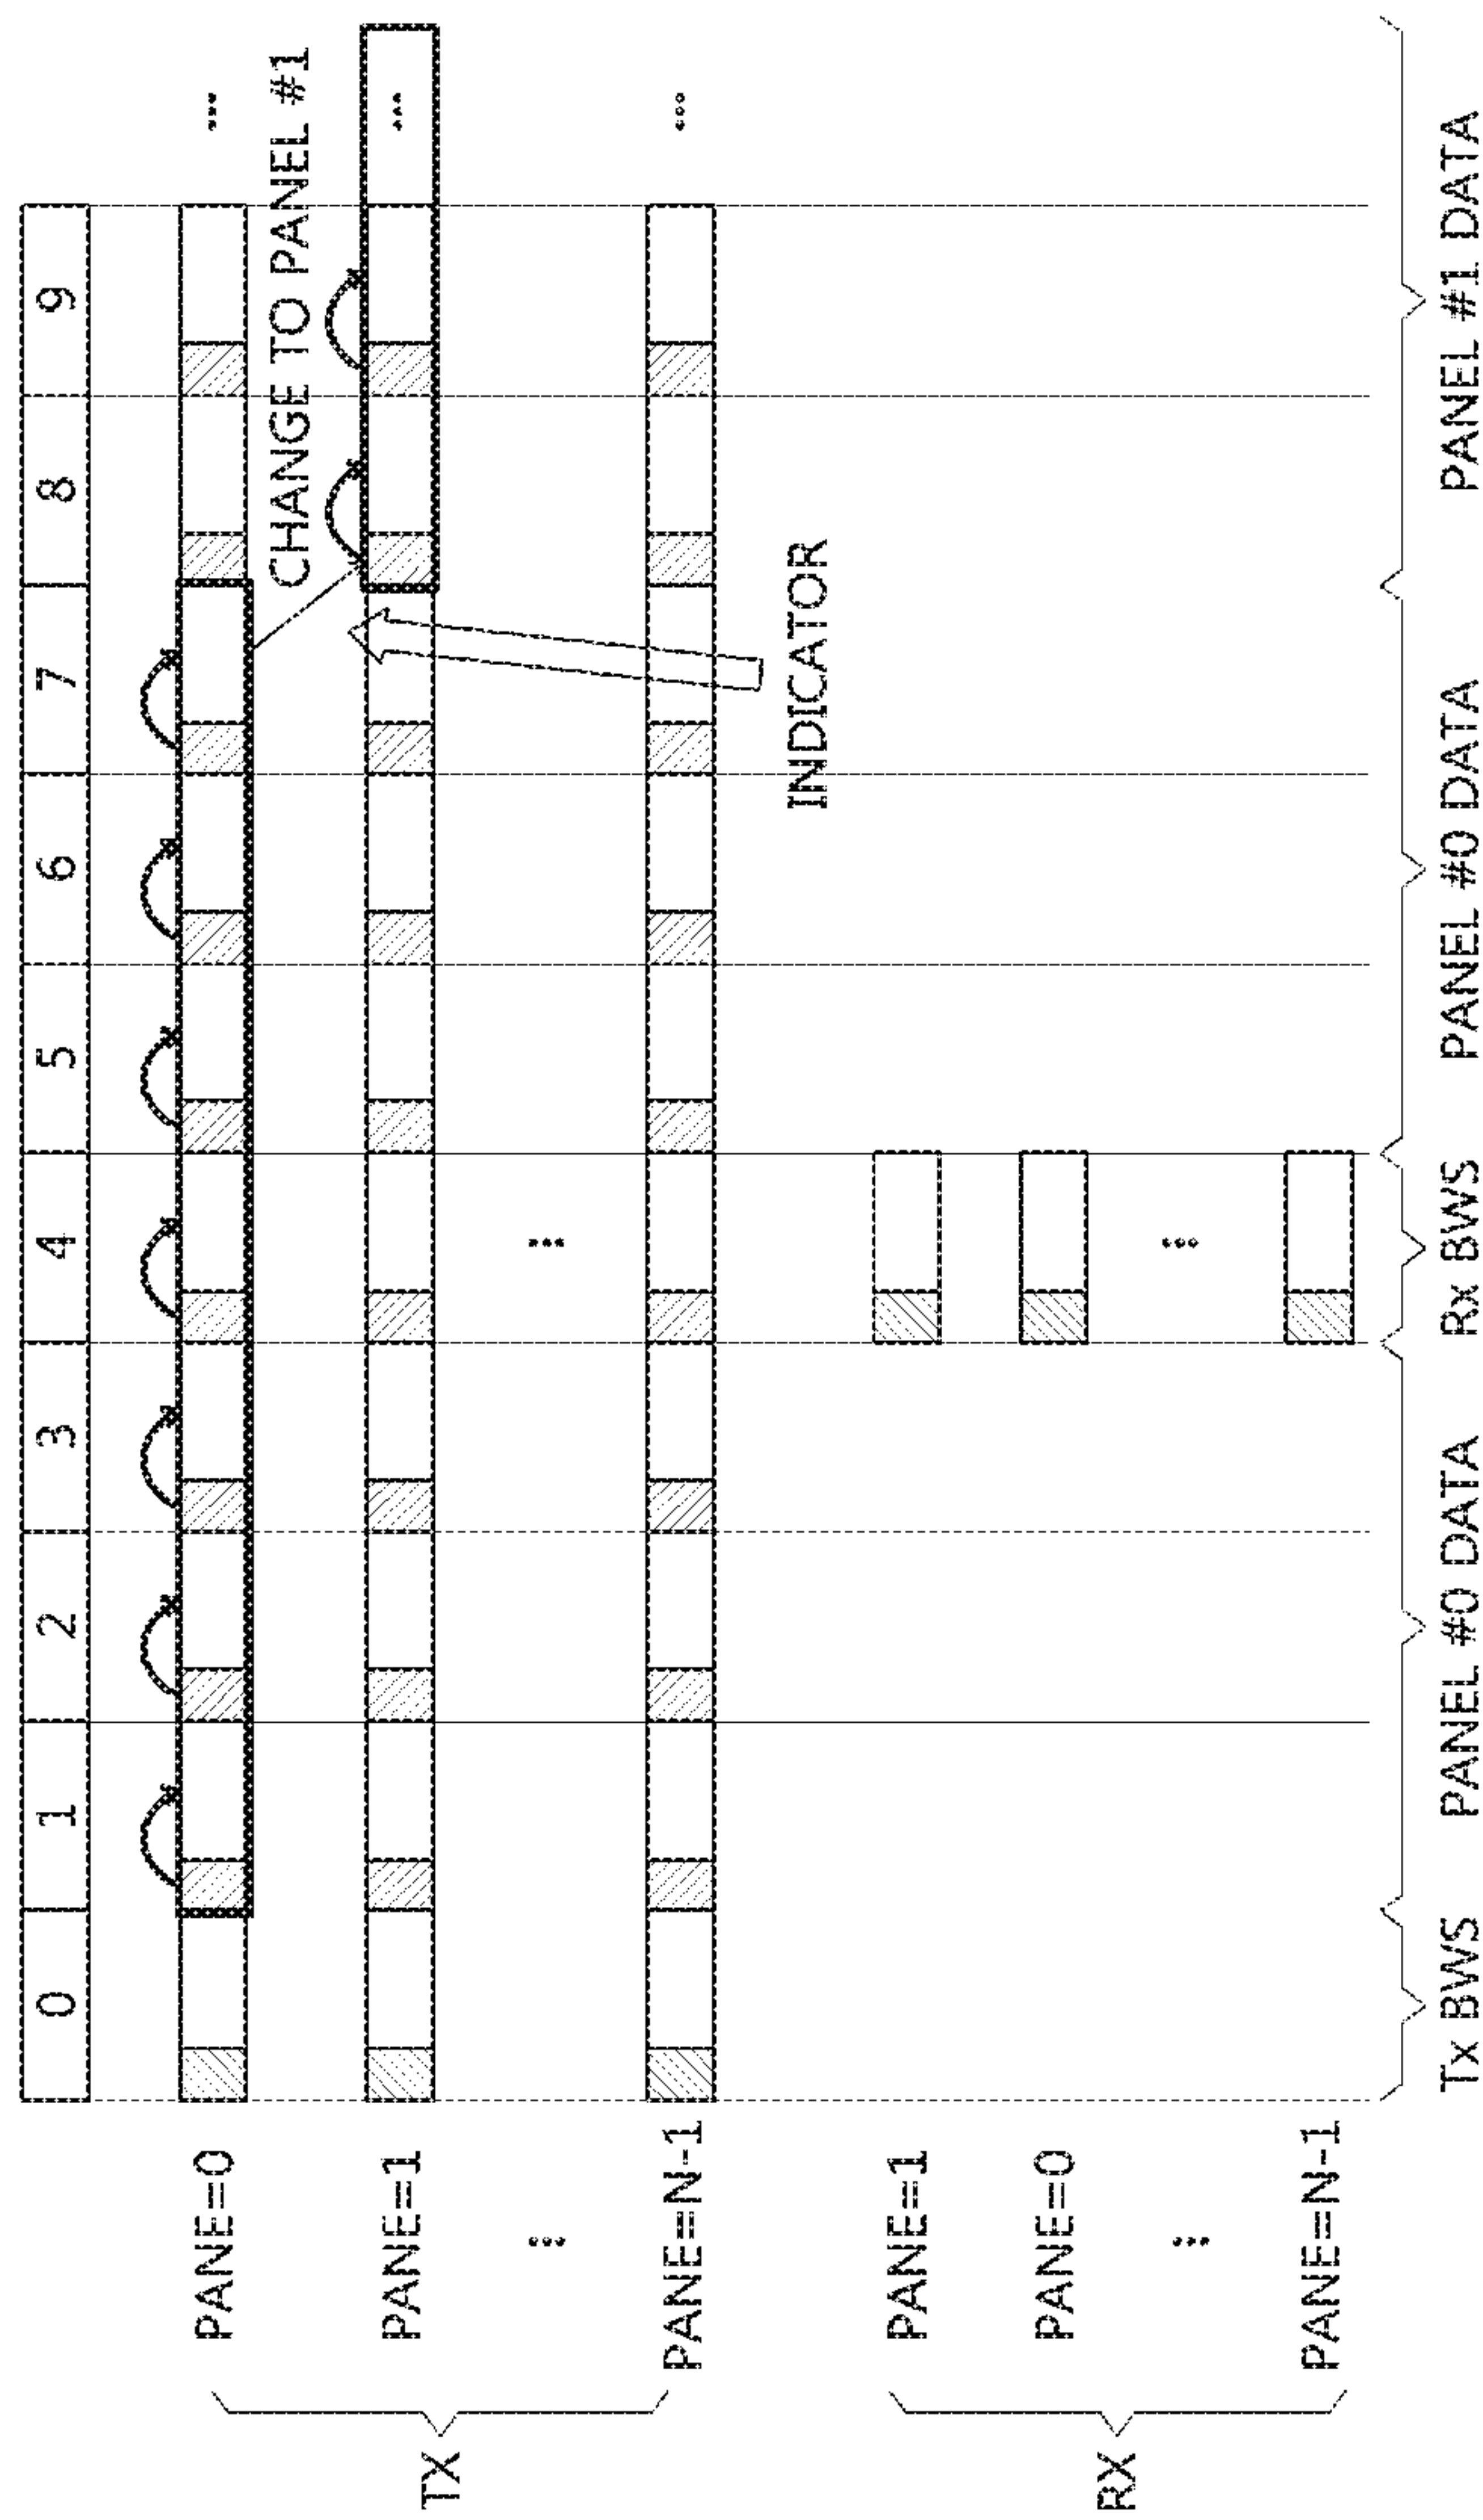 0 1 2 3 4 5 6 7 8 9
TX
PANE=0
...
CHANGE TO PANEL #1
PANE=1
...
...
...
PANE=N-1
...
INDICATOR
RX
PANE=1
PANE=0
...
...
PANE=N-1
Tx BWS PANEL #0 DATA Rx BWS PANEL #0 DATA PANEL #1 DATA